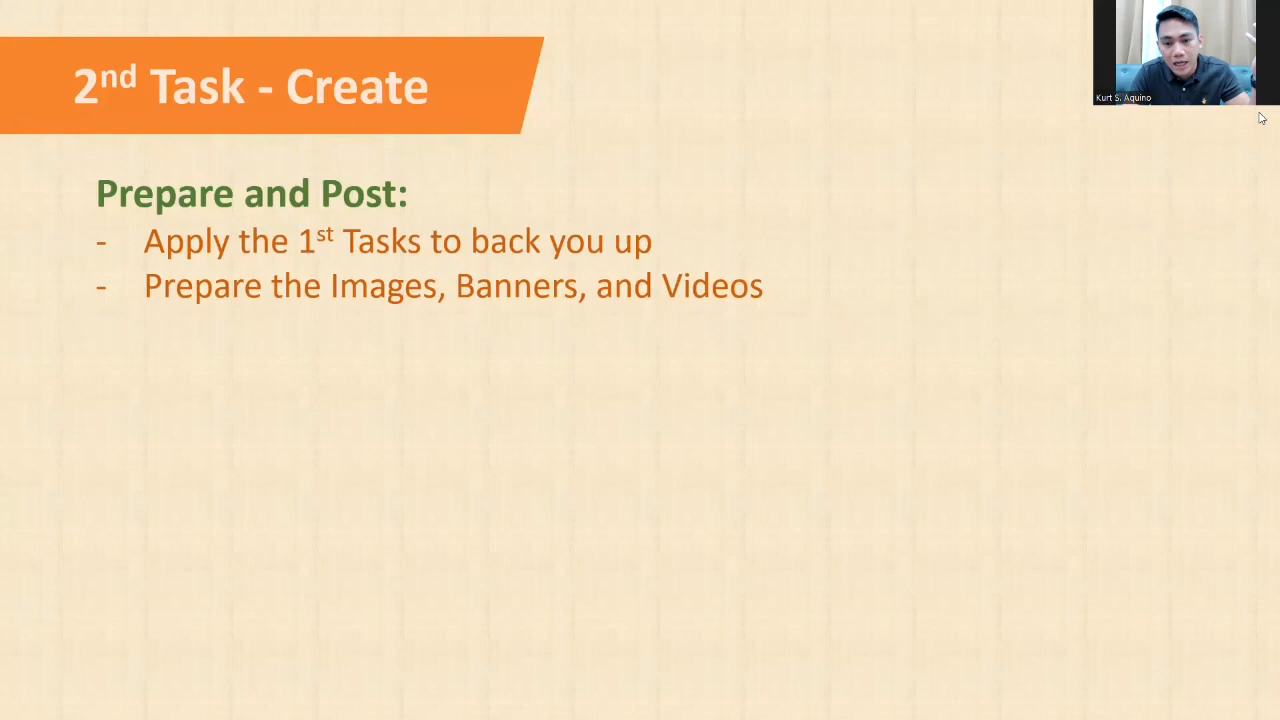 2nd Task - Create
Kurt S. Aquino
Prepare and Post:
- Apply the 1st Tasks to back you up
- Prepare the Images, Banners, and Videos